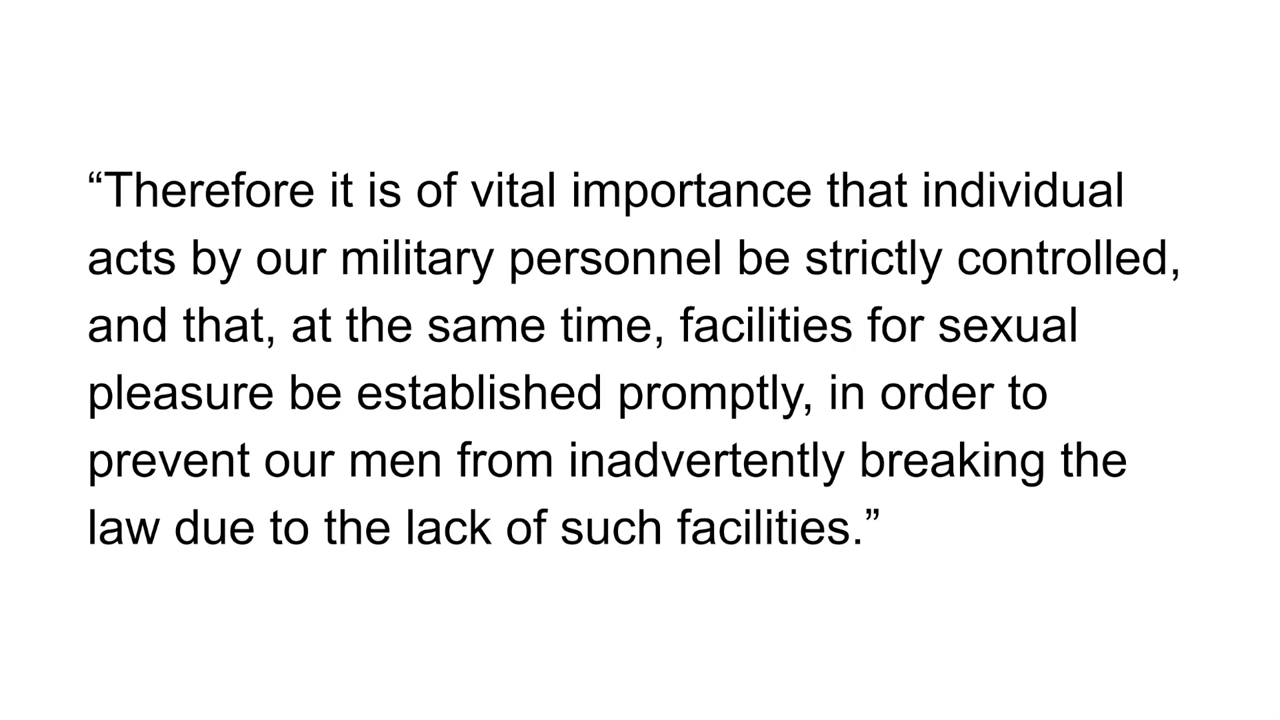 “Therefore it is of vital importance that individual
acts by our military personnel be strictly controlled,
and that, at the same time, facilities for sexual
pleasure be established promptly, in order to
prevent our men from inadvertently breaking the
law due to the lack of such facilities.”